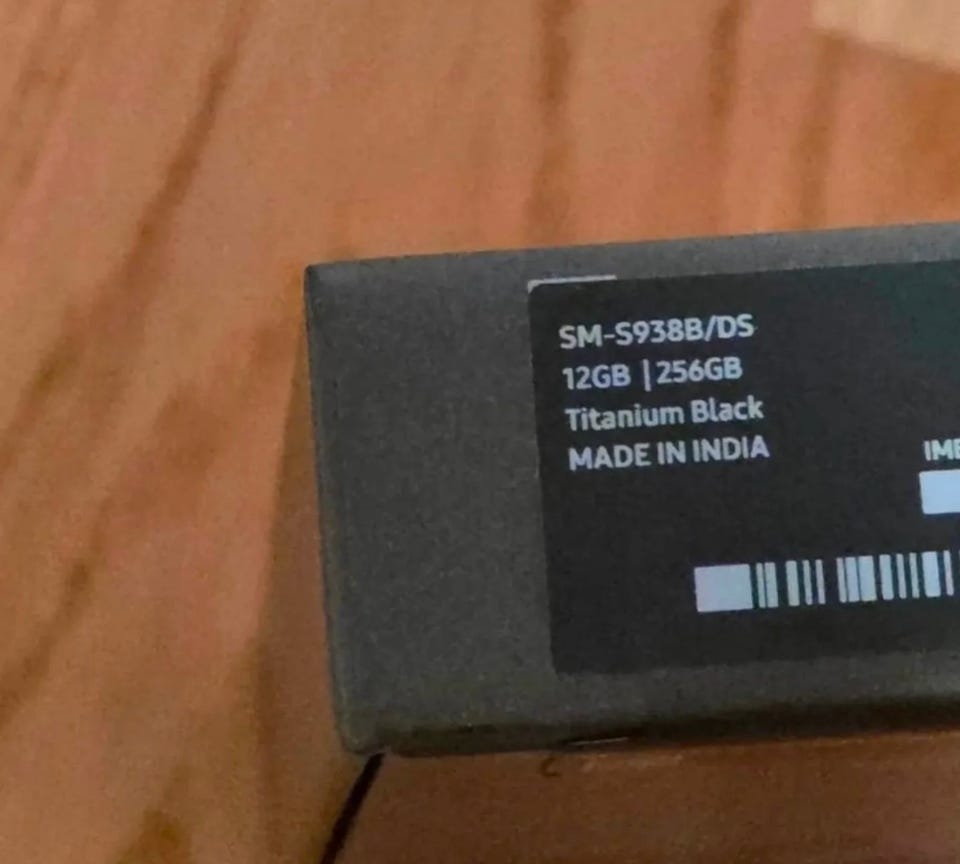 SM-S938B/DS
12GB | 256GB
Titanium Black
MADE IN INDIA